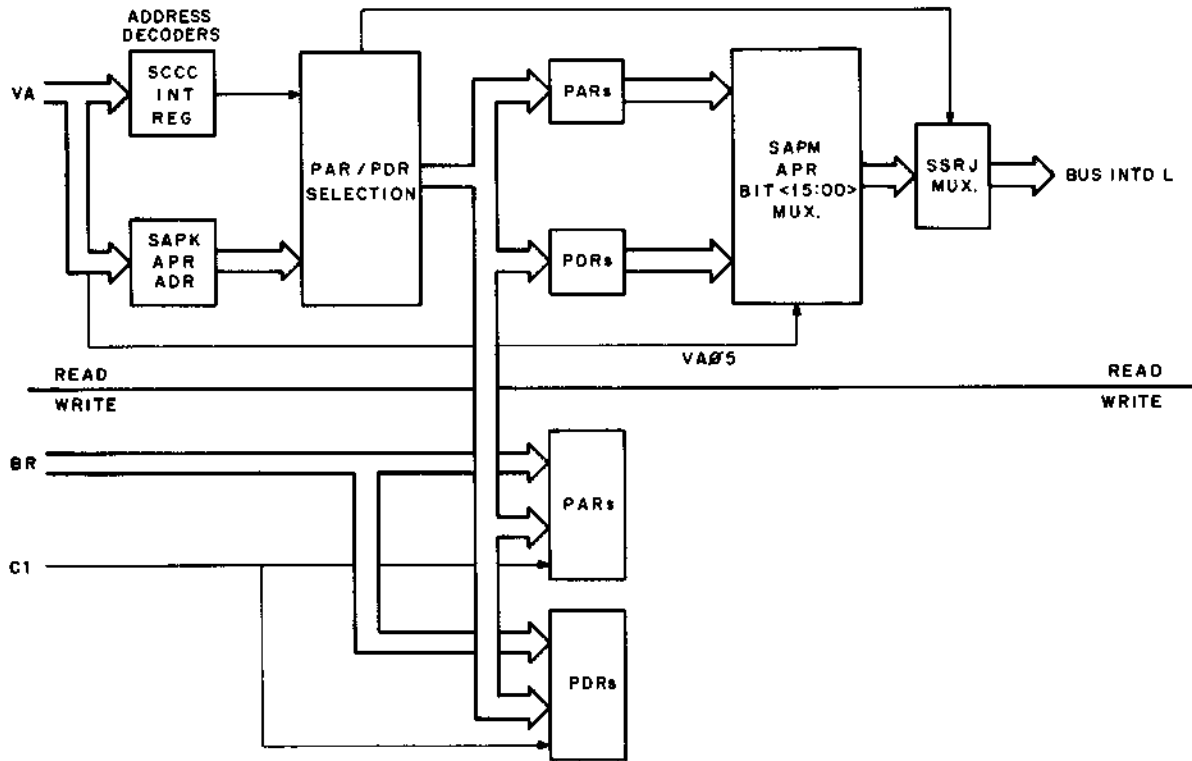 ADDRESS
DECODERS
VA
SCCC
INT
REG
SAPK
APR
ADR
PAR/PDR
SELECTION
PARs
PDRs
SAPM
APR
BIT<15:00>
MUX.
SSRJ
MUX.
BUS INTD L
VAØ5
READ
WRITE
READ
WRITE
BR
C1
PARs
PDRs